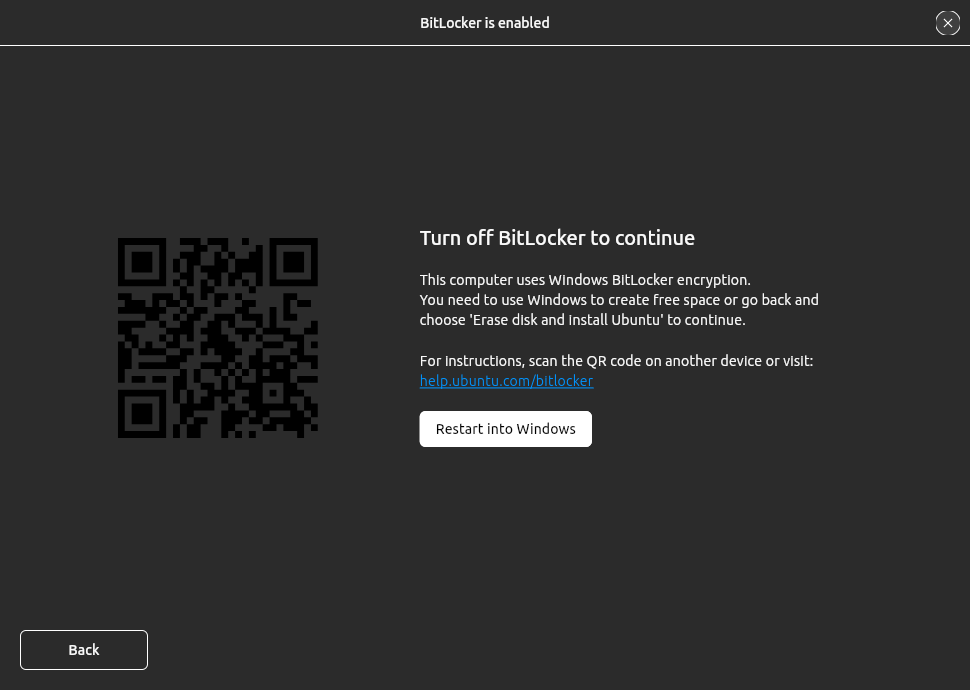 BitLocker is enabled
Turn off BitLocker to continue
This computer uses Windows BitLocker encryption.
You need to use Windows to create free space or go back and
choose 'Erase disk and install Ubuntu' to continue.
For instructions, scan the QR code on another device or visit:
help.ubuntu.com/bitlocker
Restart into Windows
Back